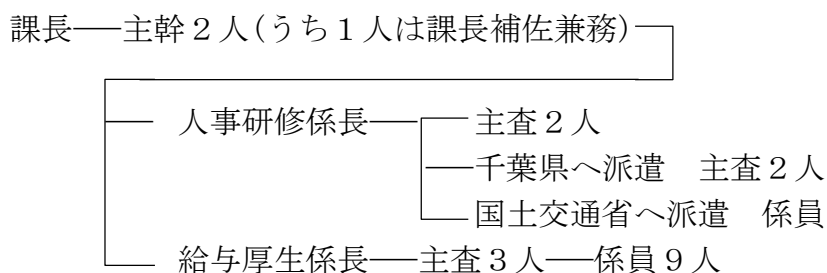 課長――主幹２人(うち１人は課長補佐兼務)
人事研修係長――主査２人
千葉県へ派遣　主査２人
国土交通省へ派遣　係員
給与厚生係長――主査３人――係員９人